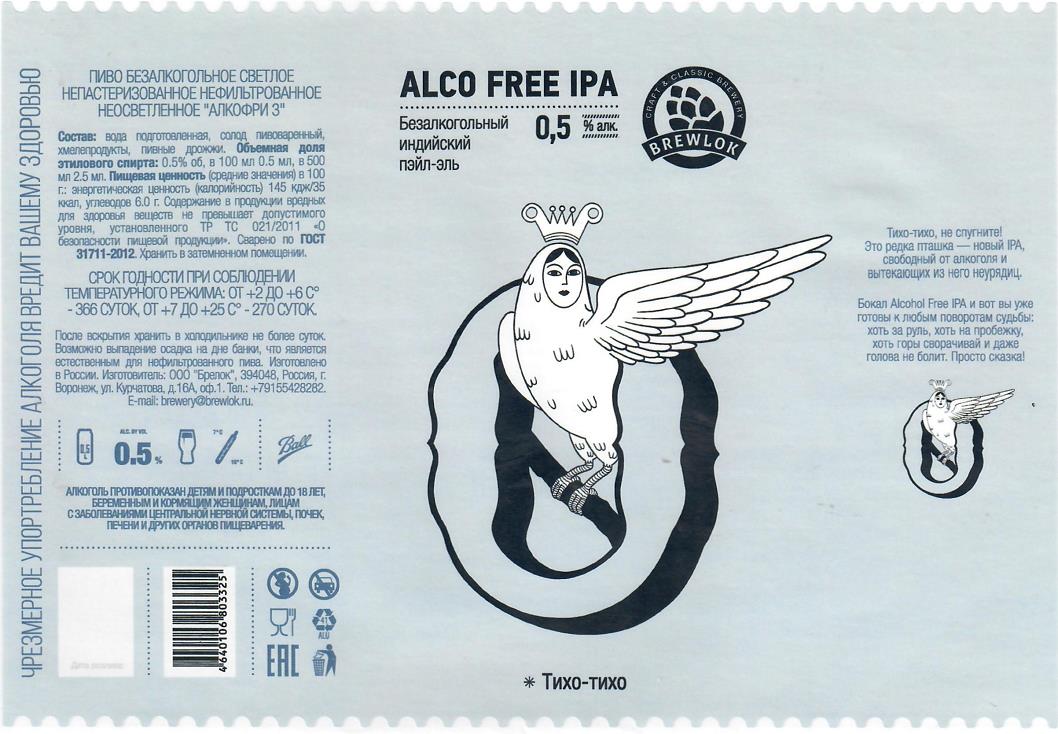 ЧРЕЗМЕРНОЕ УПОРТРЕБЛЕНИЕ АЛКОГОЛЯ ВРЕДИТ ВАШЕМУ ЗДОРОВЬЮ
ПИВО БЕЗАЛКОГОЛЬНОЕ СВЕТЛОЕ
НЕПАСТЕРИЗОВАННОЕ НЕФИЛЬТРОВАННОЕ
НЕОСВЕТЛЕННОЕ "АЛКОФРИ 3"
Состав: вода подготовленная, солод пивоваренный,
хмелепродукты, пивные дрожжи. Объемная доля
этилового спирта: 0.5% об, в 100 мл 0.5 мл, в 500
мл 2.5 мл. Пищевая ценность (средние значения) в 100
г.: энергетическая ценность (калорийность) 145 кдж/35
ккал, углеводов 6.0 г. Содержание в продукции вредных
для здоровья веществ не превышает допустимого
уровня, установленного ТР ТС 021/2011 «О
безопасности пищевой продукции». Сварено по ГОСТ
31711-2012. Хранить в затемненном помещении.
СРОК ГОДНОСТИ ПРИ СОБЛЮДЕНИИ
ТЕМПЕРАТУРНОГО РЕЖИМА: ОТ +2 ДО +6 С°
- 366 СУТОК, ОТ +7 ДО +25 С° - 270 СУТОК.
После вскрытия хранить в холодильнике не более суток.
Возможно выпадение осадка на дне банки, что является
естественным для нефильтрованного пива. Изготовлено
в России. Изготовитель: ООО "Брелок", 394048, Россия, г.
Воронеж, ул. Курчатова, д.16А, оф.1. Тел.: +79155428282.
E-mail: brewery@brewlok.ru.
0,5 L
ALC. BY VOL.
0.5 %
7°C
10°C
Ball
АЛКОГОЛЬ ПРОТИВОПОКАЗАН ДЕТЯМ И ПОДРОСТКАМ ДО 18 ЛЕТ,
БЕРЕМЕННЫМ И КОРМЯЩИМ ЖЕНЩИНАМ, ЛИЦАМ
С ЗАБОЛЕВАНИЯМИ ЦЕНТРАЛЬНОЙ НЕРВНОЙ СИСТЕМЫ, ПОЧЕК,
ПЕЧЕНИ И ДРУГИХ ОРГАНОВ ПИЩЕВАРЕНИЯ.
Дата розлива:
4 640106 803325
41
ALU
EAC
ALCO FREE IPA
Безалкогольный
индийский
пэйл-эль
0,5 % алк.
CRAFT & CLASSIC BREWERY
BREWLOK
✳ Тихо-тихо
Тихо-тихо, не спугните!
Это редка пташка — новый IPA,
свободный от алкоголя и
вытекающих из него неурядиц.
Бокал Alcohol Free IPA и вот вы уже
готовы к любым поворотам судьбы:
хоть за руль, хоть на пробежку,
хоть горы сворачивай и даже
голова не болит. Просто сказка!